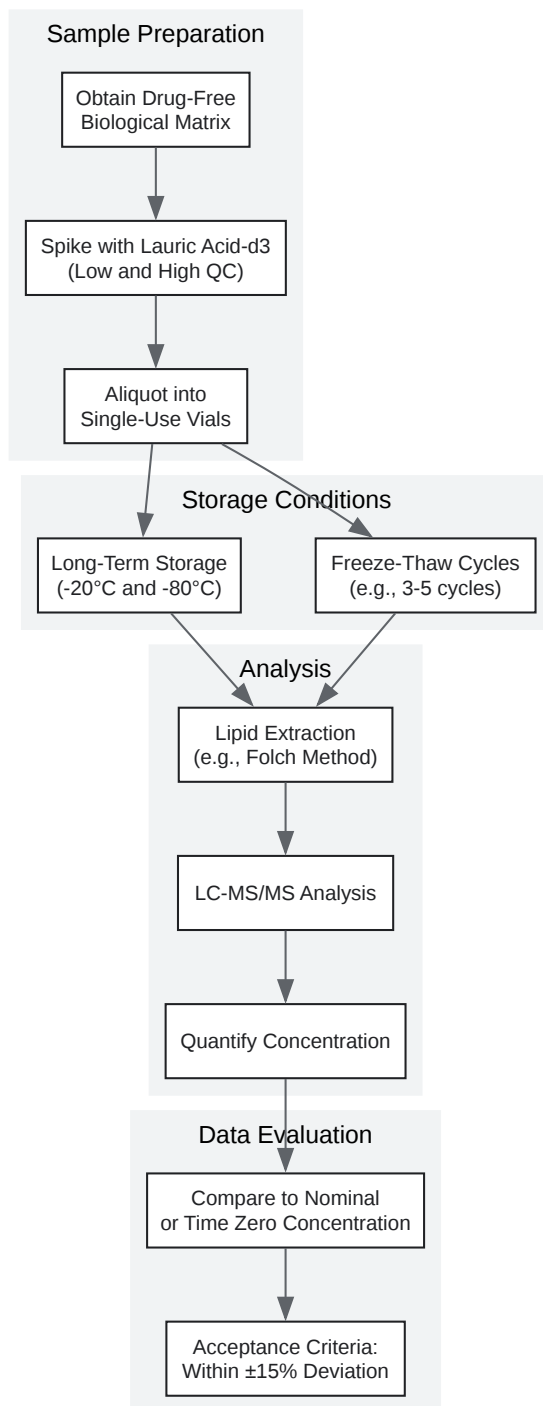 Sample Preparation
Obtain Drug-Free
Biological Matrix
Spike with Lauric Acid-d3
(Low and High QC)
Aliquot into
Single-Use Vials
Storage Conditions
Long-Term Storage
(-20°C and -80°C)
Freeze-Thaw Cycles
(e.g., 3-5 cycles)
Analysis
Lipid Extraction
(e.g., Folch Method)
LC-MS/MS Analysis
Quantify Concentration
Data Evaluation
Compare to Nominal
or Time Zero Concentration
Acceptance Criteria:
Within ±15% Deviation